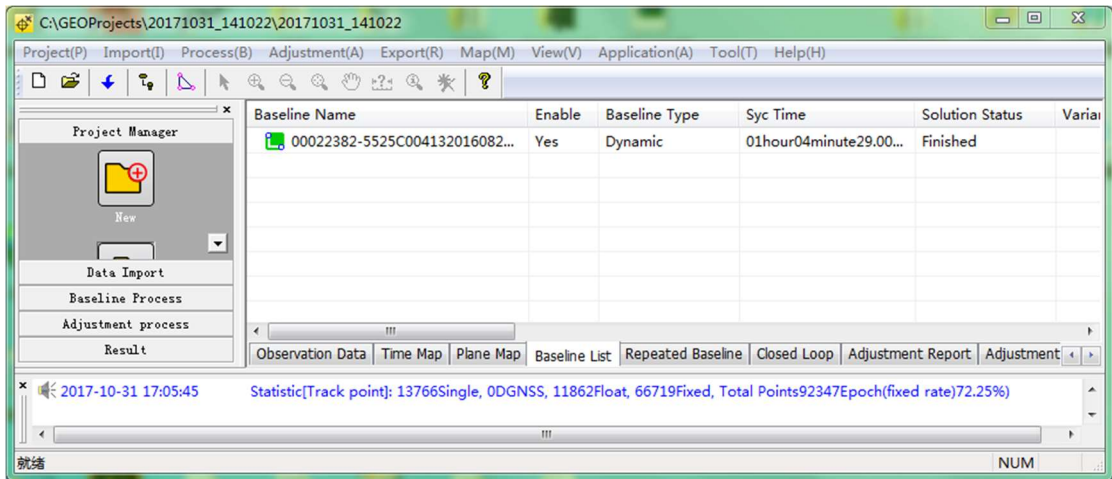 C:\GEOProjects\20171031_141022\20171031_141022
Project(P) Import(I) Process(B) Adjustment(A) Export(R) Map(M) View(V) Application(A) Tool(T) Help(H)
Project Manager
New
Data Import
Baseline Process
Adjustment process
Result
Baseline Name Enable Baseline Type Syc Time Solution Status Varia
00022382-5525C004132016082... Yes Dynamic 01hour04minute29.00... Finished
Observation Data Time Map Plane Map Baseline List Repeated Baseline Closed Loop Adjustment Report Adjustment
2017-10-31 17:05:45 Statistic[Track point]: 13766Single, 0DGNSS, 11862Float, 66719Fixed, Total Points92347Epoch(fixed rate)72.25%)
就绪 NUM